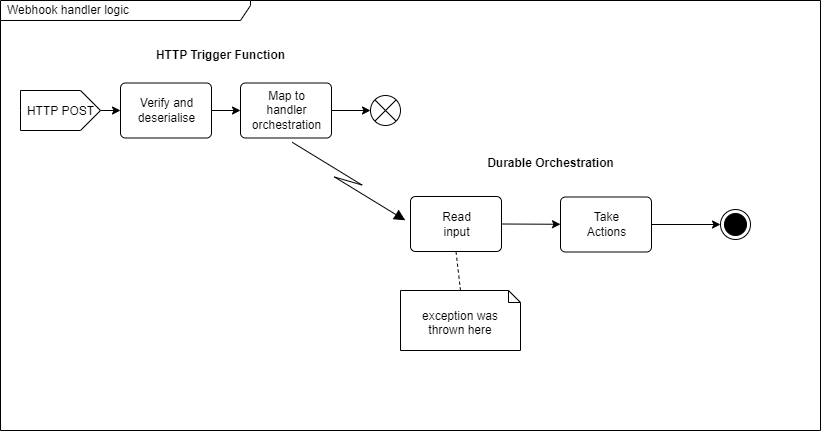 Webhook handler logic
HTTP Trigger Function
HTTP POST
Verify and
deserialise
Map to
handler
orchestration
Durable Orchestration
Read
input
Take
Actions
exception was
thrown here